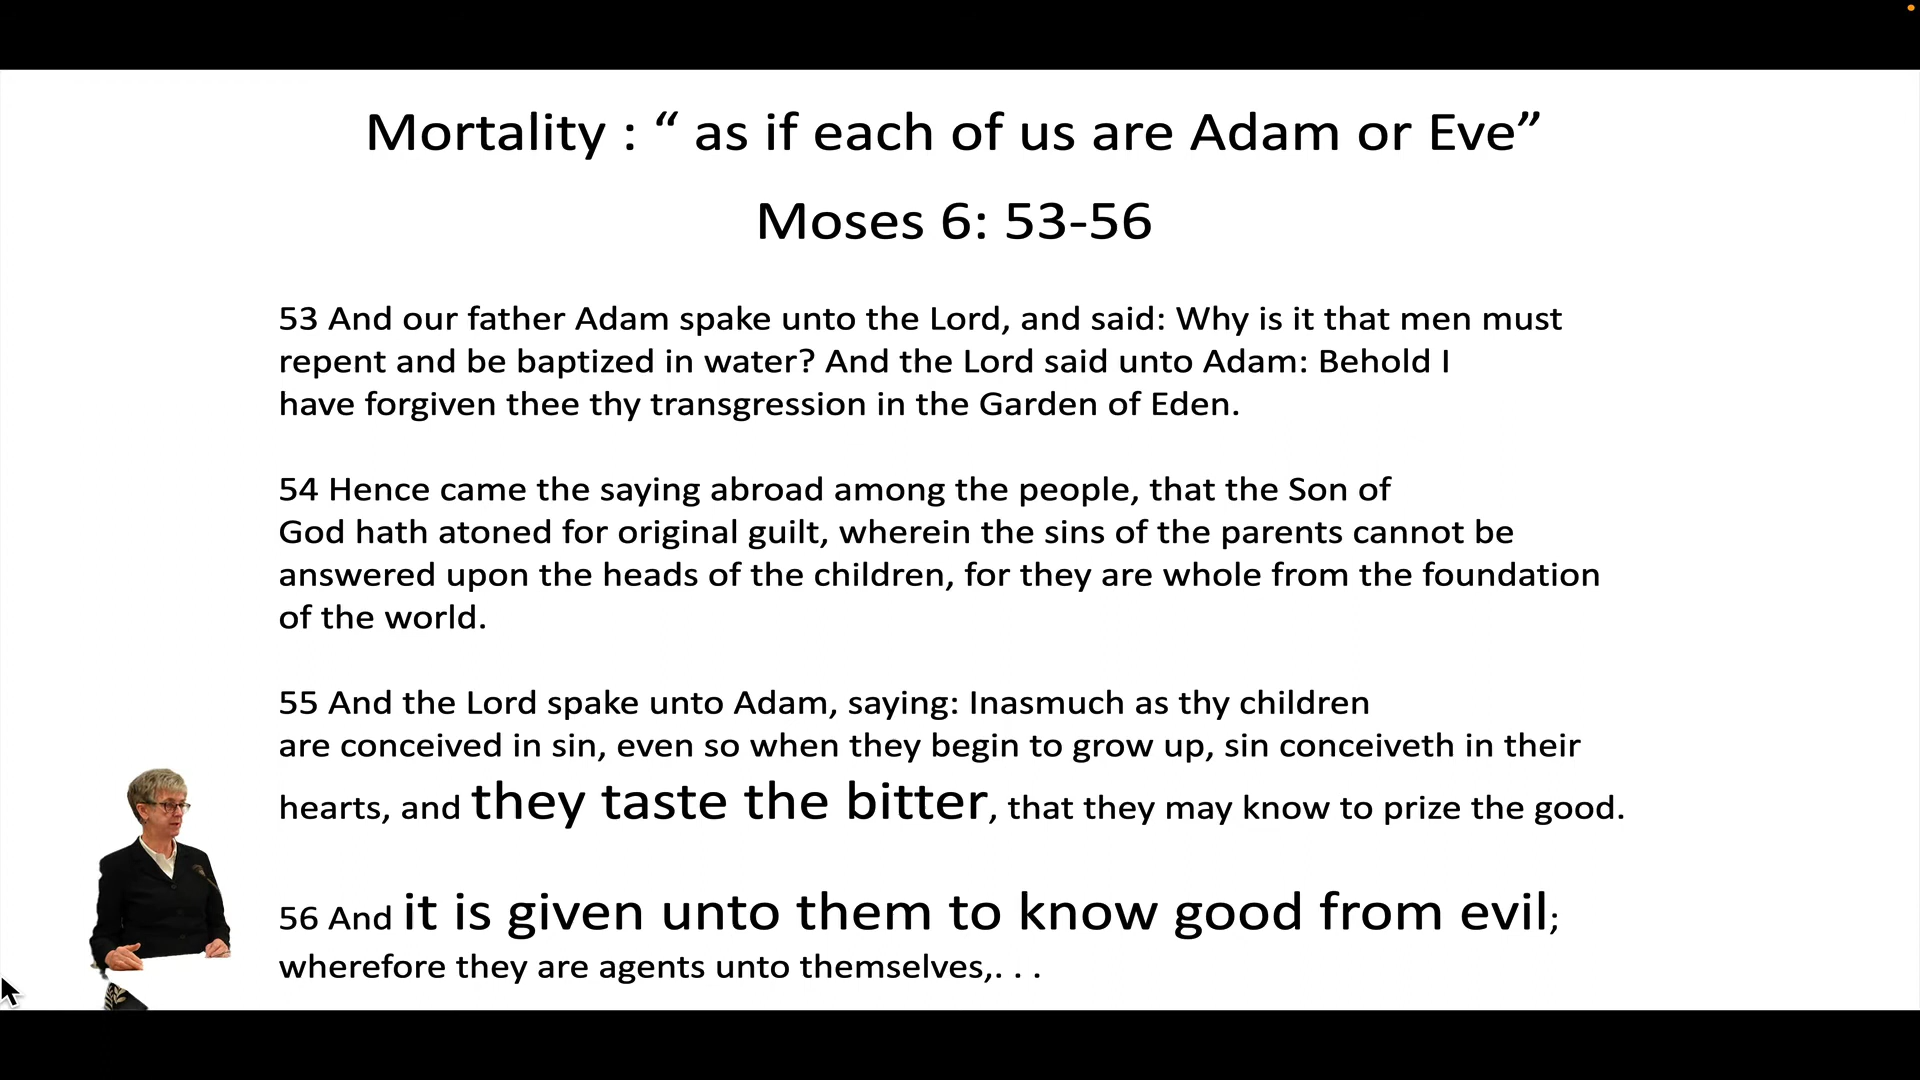 Mortality : “ as if each of us are Adam or Eve”
Moses 6: 53-56
53 And our father Adam spake unto the Lord, and said: Why is it that men must
repent and be baptized in water? And the Lord said unto Adam: Behold I
have forgiven thee thy transgression in the Garden of Eden.
54 Hence came the saying abroad among the people, that the Son of
God hath atoned for original guilt, wherein the sins of the parents cannot be
answered upon the heads of the children, for they are whole from the foundation
of the world.
55 And the Lord spake unto Adam, saying: Inasmuch as thy children
are conceived in sin, even so when they begin to grow up, sin conceiveth in their
hearts, and they taste the bitter, that they may know to prize the good.
56 And it is given unto them to know good from evil;
wherefore they are agents unto themselves,. . .